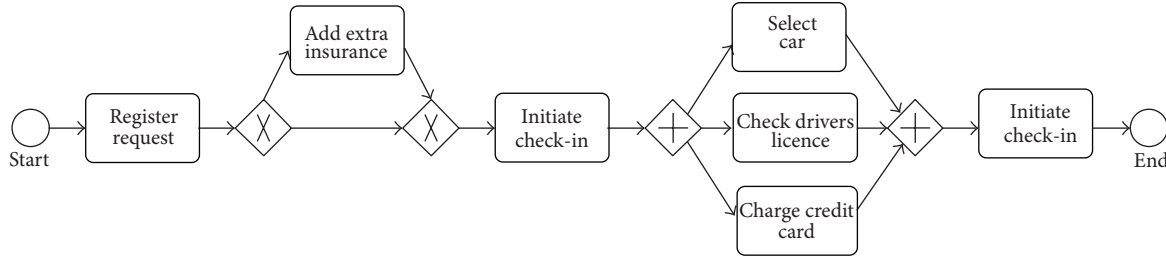 Start
Register
request
Add extra
insurance
X
X
Initiate
check-in
Select
car
Check drivers
licence
Charge credit
card
Initiate
check-in
End